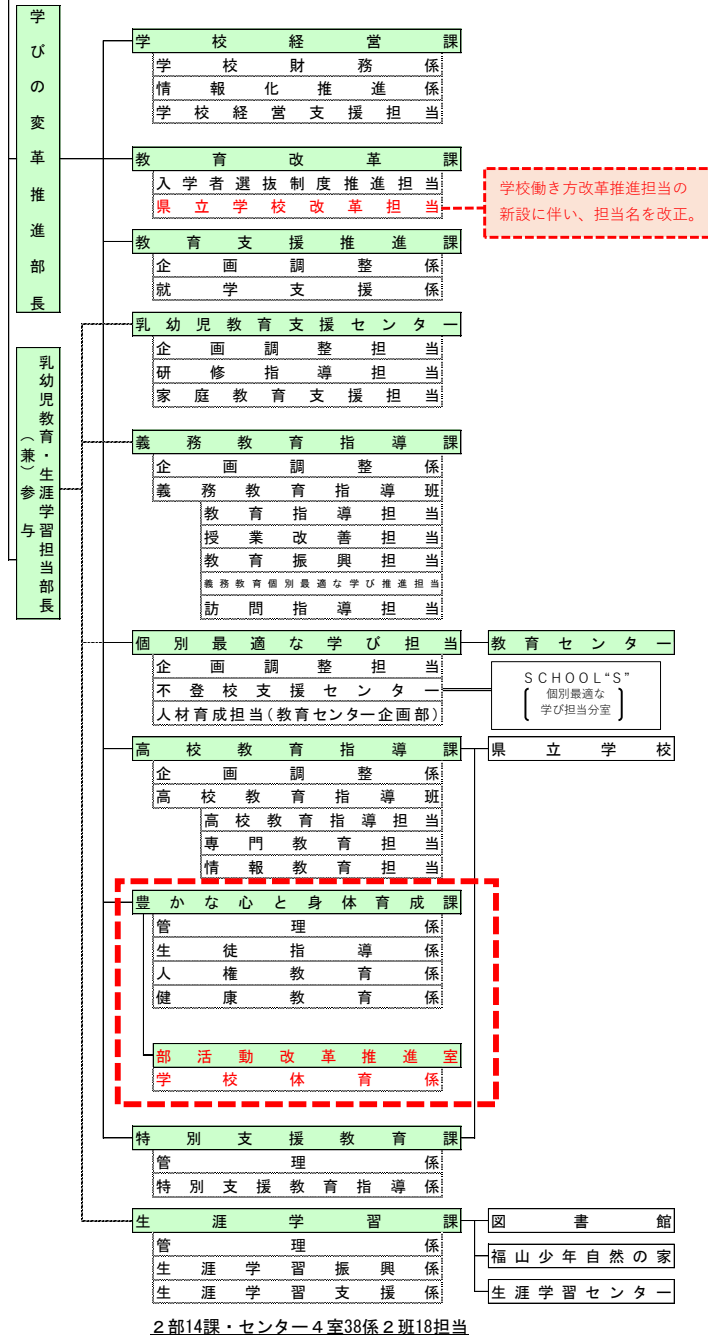 学びの変革推進部長
学校経営課
学校財務係
情報化推進係
学校経営支援担当
教育改革課
入学者選抜制度推進担当
県立学校改革担当
学校働き方改革推進担当の
新設に伴い、担当名を改正。
教育支援推進課
企画調整係
就学支援係
乳幼児教育・生涯学習担当部長
(兼)参与
乳幼児教育支援センター
企画調整担当
研修指導担当
家庭教育支援担当
義務教育指導課
企画調整係
義務教育指導班
教育指導担当
授業改善担当
教育振興担当
義務教育個別最適な学び推進担当
訪問指導担当
個別最適な学び担当
教育センター
企画調整担当
不登校支援センター
人材育成担当(教育センター企画部)
SCHOOL“S”
個別最適な
学び担当分室
高校教育指導課
県立学校
企画調整係
高校教育指導班
高校教育指導担当
専門教育担当
情報教育担当
豊かな心と身体育成課
管理係
生徒指導係
人権教育係
健康教育係
部活動改革推進室
学校体育係
特別支援教育課
管理係
特別支援教育指導係
生涯学習課
図書館
管理係
福山少年自然の家
生涯学習振興係
生涯学習支援係
生涯学習センター
2部14課・センター4室38係2班18担当